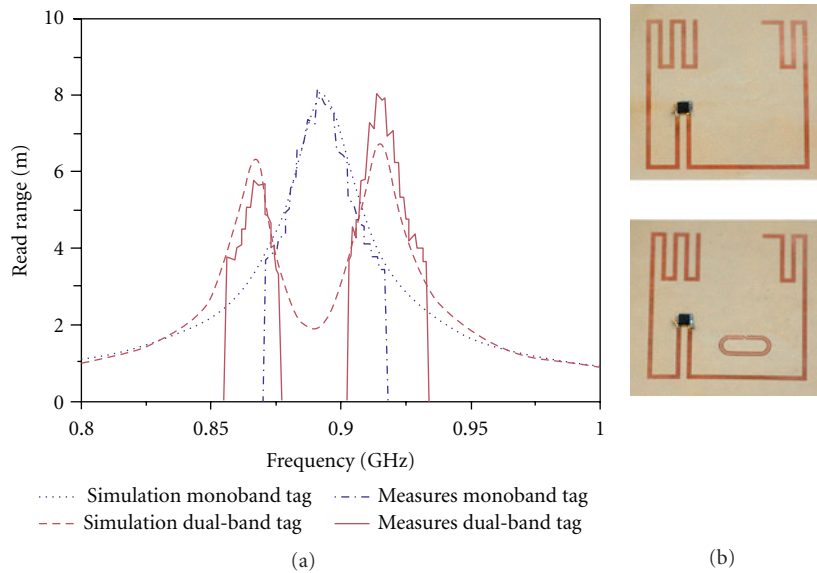 10
8
6
4
2
0
Read range (m)
0.8 0.85 0.9 0.95 1
Frequency (GHz)
Simulation monoband tag Measures monoband tag
Simulation dual-band tag Measures dual-band tag
(a) (b)